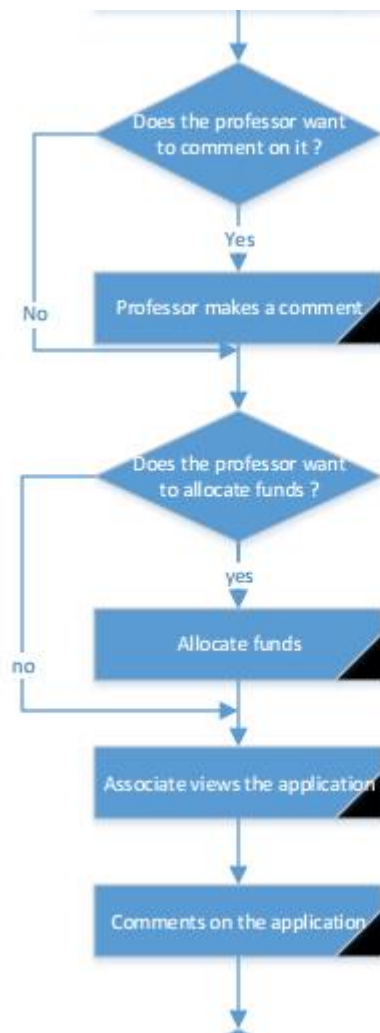 Does the professor want
to comment on it ?
Yes
No
Professor makes a comment
Does the professor want
to allocate funds ?
yes
Allocate funds
no
Associate views the application
Comments on the application